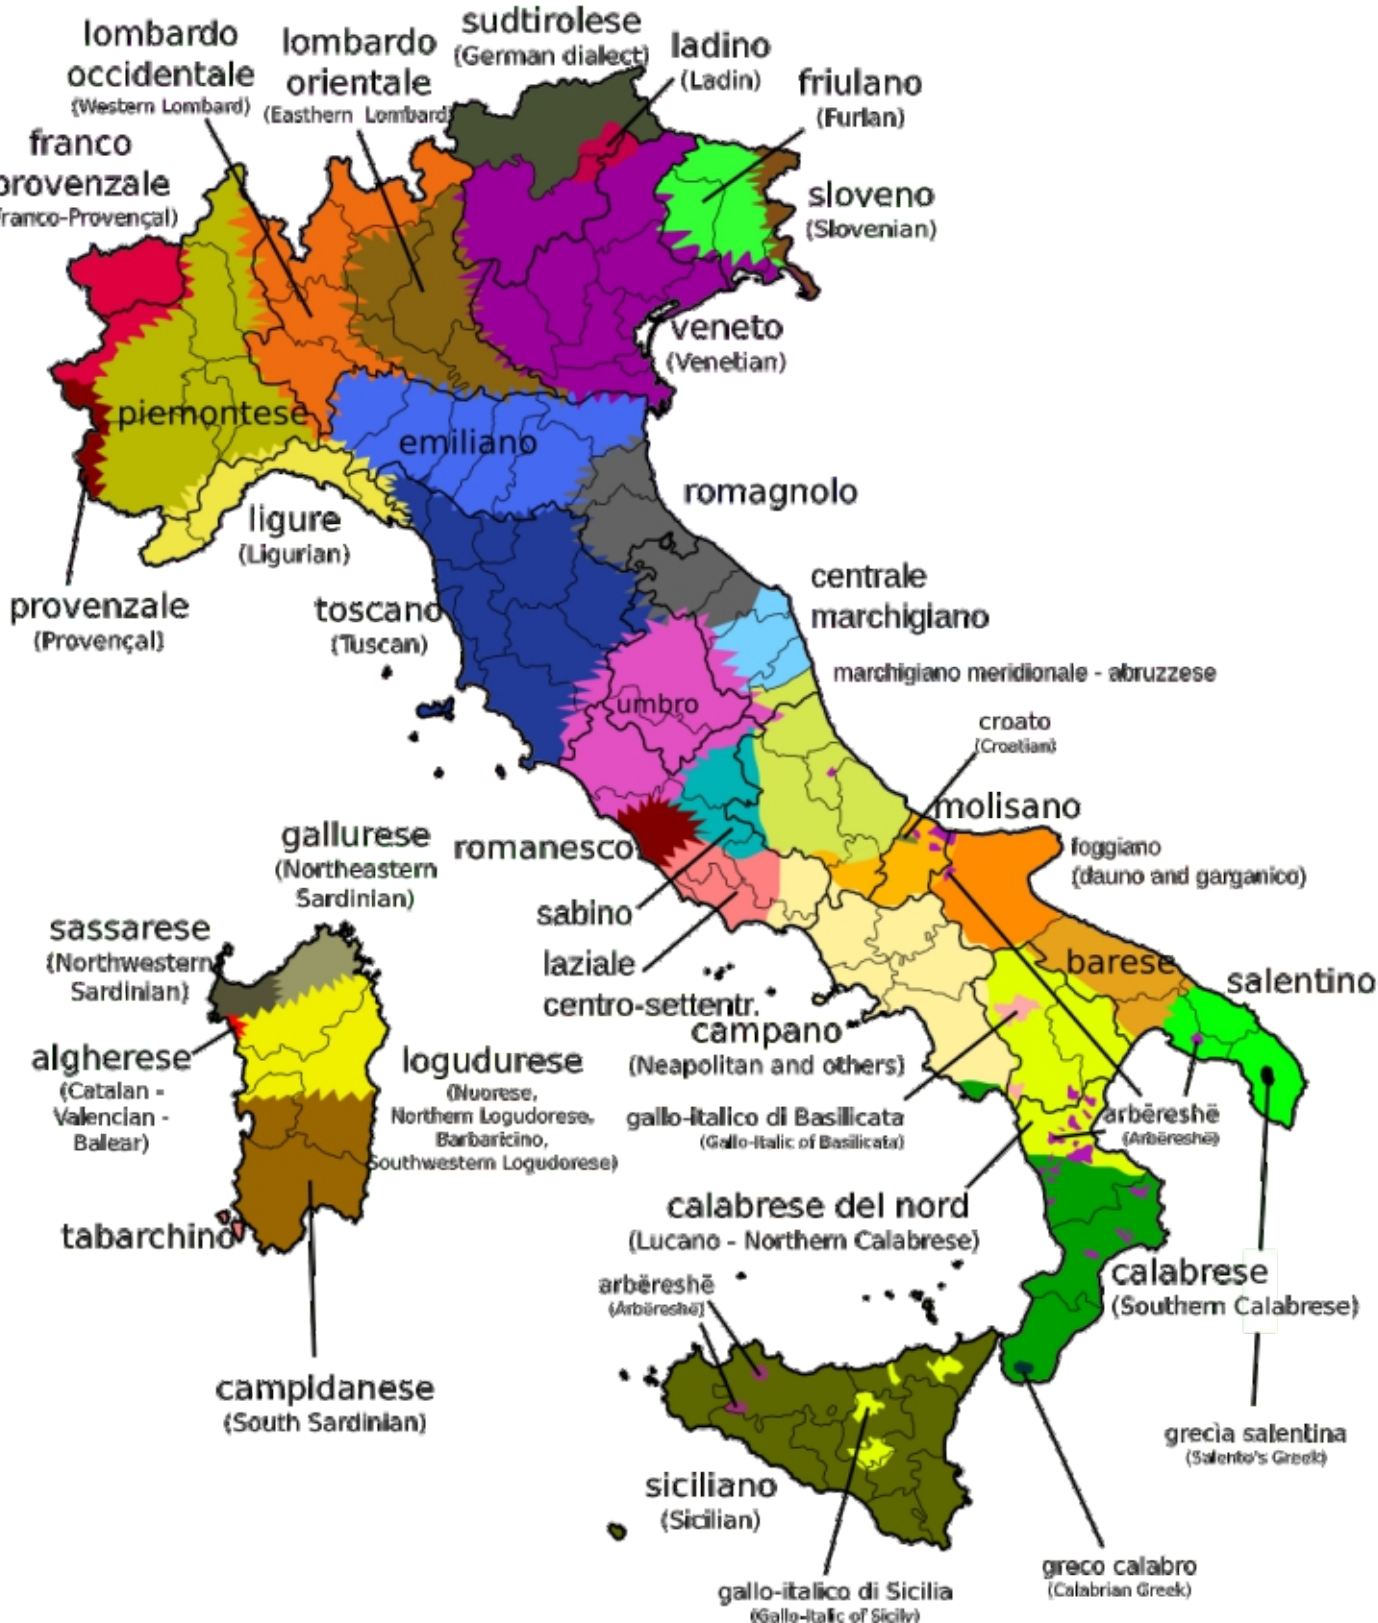 lombardo
occidentale
(Western Lombard)
lombardo
orientale
(Easthern Lombard
sudtirolese
(German dialect)
ladino
(Ladin)
friulano
(Furlan)
franco
provenzale
Franco-Provençal)
sloveno
(Slovenian)
veneto
(Venetian)
piemontese
emiliano
romagnolo
ligure
(Ligurian)
provenzale
(Provençal)
toscano
(Tuscan)
centrale
marchigiano
marchigiano meridionale - abruzzese
umbro
croato
(Croatian)
molisano
foggiano
(dauno and garganico)
romanesco
sabino
laziale
centro-settentr.
gallurese
(Northeastern
Sardinian)
sassarese
(Northwestern
Sardinian)
barese
salentino
campano
(Neapolitan and others)
algherese
(Catalan -
Valencian -
Balear)
logudurese
(Nuorese,
Northern Logudorese,
Barbaricino,
Southwestern Logudorese)
gallo-italico di Basilicata
(Gallo-Italic of Basilicata)
arbëreshë
(Arbëreshë)
calabrese del nord
(Lucano - Northern Calabrese)
tabarchino
calabrese
(Southern Calabrese)
arbëreshë
(Arbëreshë)
campidanese
(South Sardinian)
grecìa salentina
(Salento's Greek)
siciliano
(Sicilian)
greco calabro
(Calabrian Greek)
gallo-italico di Sicilia
(Gallo-Italic of Sicily)